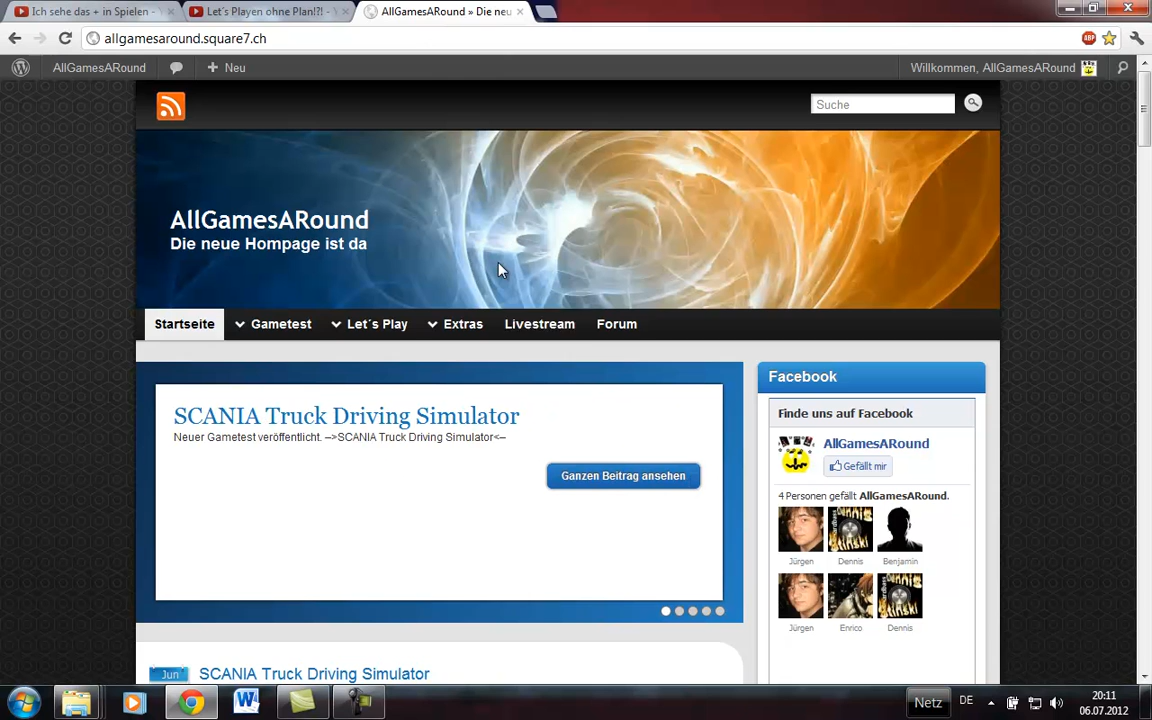 Ich sehe das + in Spielen -
Let´s Playen ohne Plan!?! -
AllGamesARound » Die neu
allgamesaround.square7.ch
ABP
AllGamesARound
Neu
Willkommen, AllGamesARound
Suche
AllGamesARound
Die neue Hompage ist da
Startseite
Gametest
Let´s Play
Extras
Livestream
Forum
SCANIA Truck Driving Simulator
Neuer Gametest veröffentlicht. –>SCANIA Truck Driving Simulator<–
Ganzen Beitrag ansehen
Facebook
Finde uns auf Facebook
AllGamesARound
Gefällt mir
4 Personen gefällt AllGamesARound.
Jürgen
Dennis
Benjamin
Jürgen
Enrico
Dennis
Jun
SCANIA Truck Driving Simulator
Netz
DE
20:11
06.07.2012